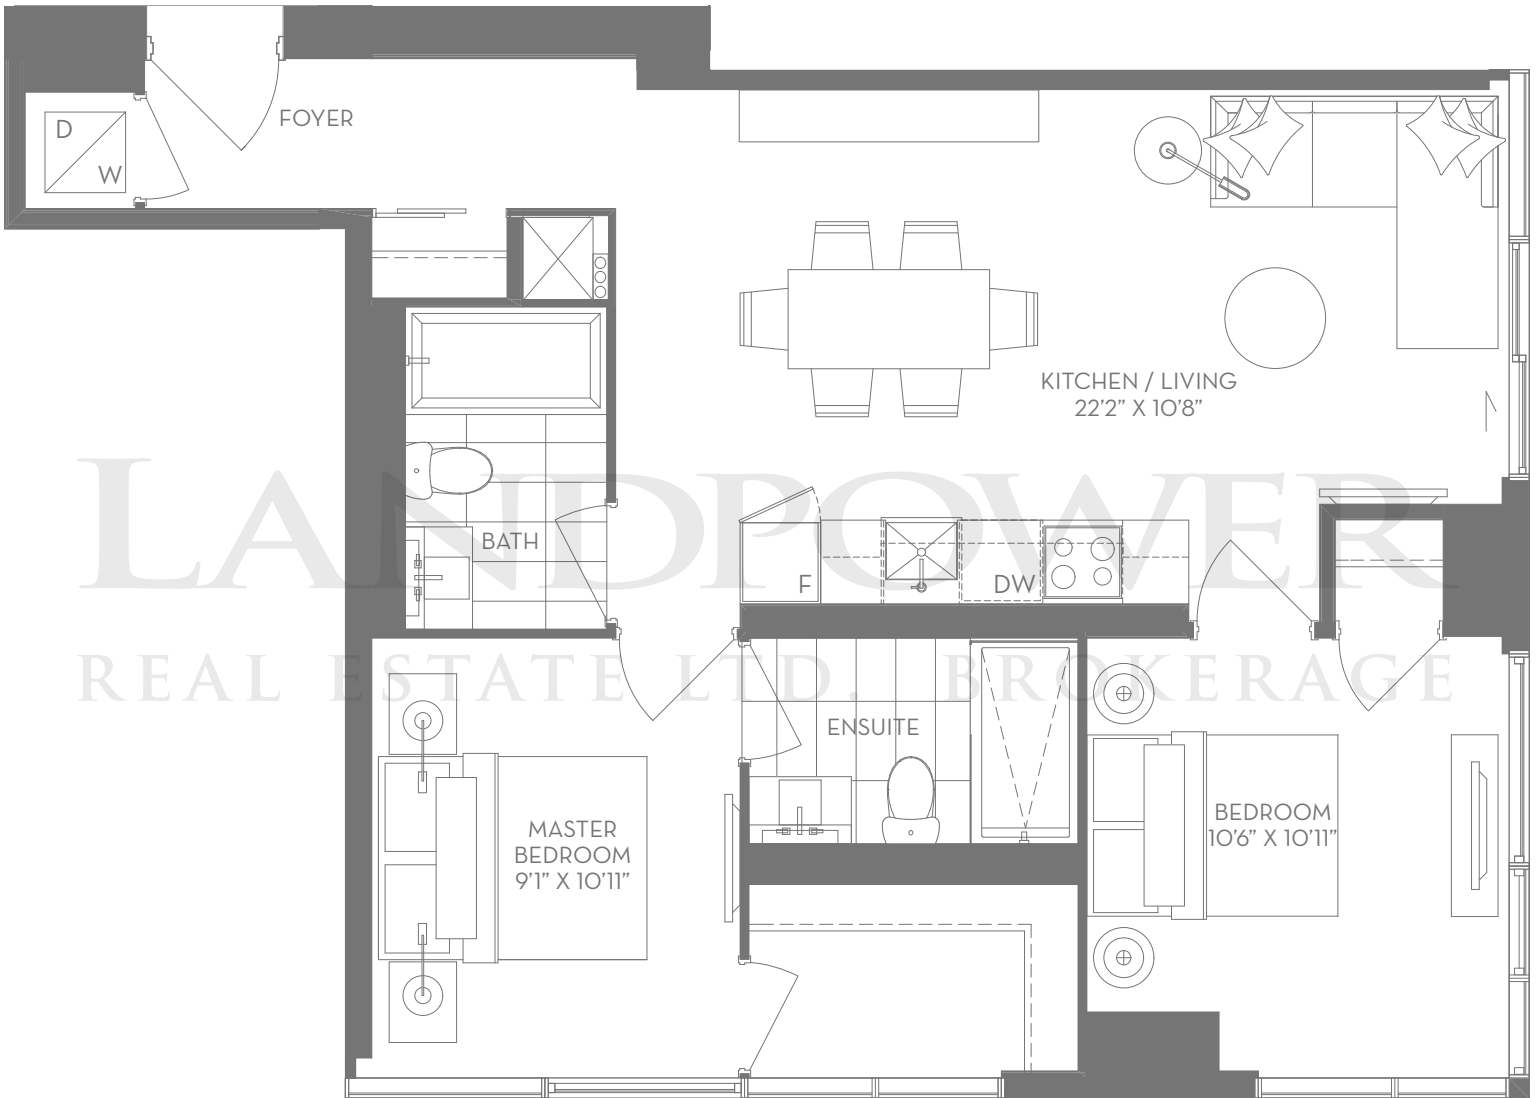 FOYER
D
W
KITCHEN / LIVING
22'2” X 10'8”
LANDPOWER
BATH
F
DW
REAL ESTATE LTD. BROKERAGE
ENSUITE
MASTER
BEDROOM
9'1” X 10'11”
BEDROOM
10'6” X 10'11”